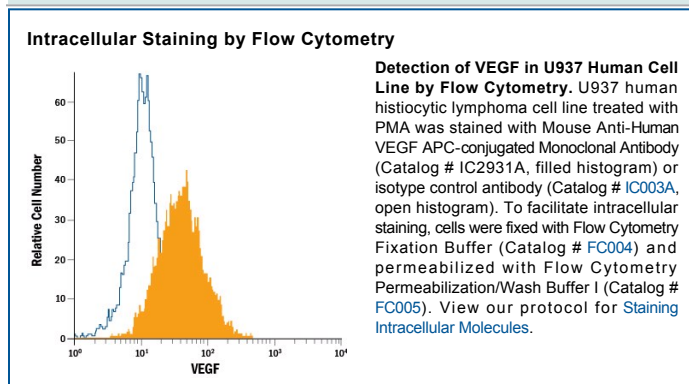 Intracellular Staining by Flow Cytometry
60
50
40
30
20
10
0
Relative Cell Number
10⁰
10¹
10²
10³
10⁴
VEGF
Detection of VEGF in U937 Human Cell
Line by Flow Cytometry. U937 human
histiocytic lymphoma cell line treated with
PMA was stained with Mouse Anti-Human
VEGF APC-conjugated Monoclonal Antibody
(Catalog # IC2931A, filled histogram) or
isotype control antibody (Catalog # IC003A,
open histogram). To facilitate intracellular
staining, cells were fixed with Flow Cytometry
Fixation Buffer (Catalog # FC004) and
permeabilized with Flow Cytometry
Permeabilization/Wash Buffer I (Catalog #
FC005). View our protocol for Staining
Intracellular Molecules.